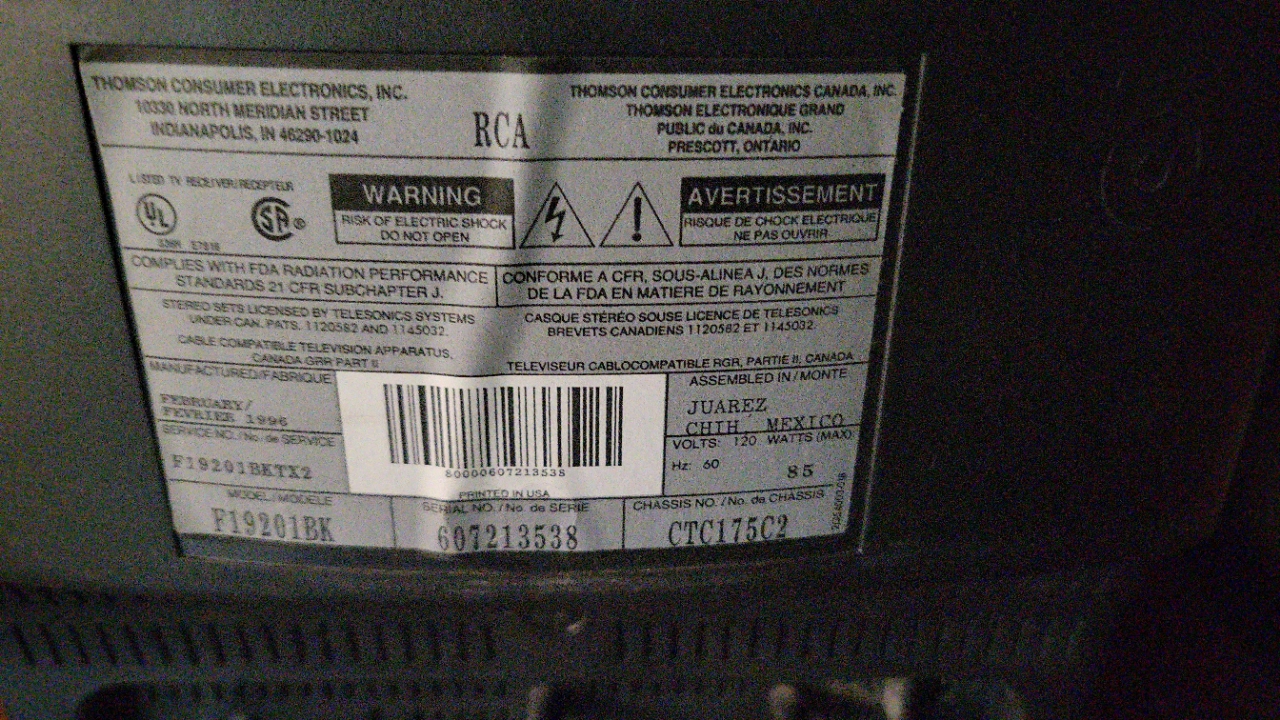 THOMSON CONSUMER ELECTRONICS, INC.
10330 NORTH MERIDIAN STREET
INDIANAPOLIS, IN 46290-1024
RCA
THOMSON CONSUMER ELECTRONICS CANADA, INC.
THOMSON ELECTRONIQUE GRAND
PUBLIC du CANADA, INC.
PRESCOTT, ONTARIO
LISTED TV RECEIVER/RECEPTEUR
UL
SA®
WARNING
RISK OF ELECTRIC SHOCK
DO NOT OPEN
AVERTISSEMENT
RISQUE DE CHOCK ELECTRIQUE
NE PAS OUVRIR
COMPLIES WITH FDA RADIATION PERFORMANCE
STANDARDS 21 CFR SUBCHAPTER J.
CONFORME A CFR, SOUS-ALINEA J, DES NORMES
DE LA FDA EN MATIERE DE RAYONNEMENT
STEREO SETS LICENSED BY TELESONICS SYSTEMS
UNDER CAN. PATS. 1120582 AND 1145032.
CASQUE STÉRÉO SOUSE LICENCE DE TELESONICS
BREVETS CANADIENS 1120582 ET 1145032.
CABLE COMPATIBLE TELEVISION APPARATUS,
CANADA GRR PART II
TELEVISEUR CABLOCOMPATIBLE RGR, PARTIE II, CANADA
MANUFACTURED/FABRIQUE
FEBRUARY/
FEVRIER 1996
SERVICE NO./No. de SERVICE
F19201BKTX2
80000607213538
PRINTED IN USA
ASSEMBLED IN/MONTE
JUAREZ
CHIH, MEXICO
VOLTS: 120 WATTS (MAX)
Hz: 60
85
MODEL/MODELE
F19201BK
SERIAL NO./No. de SERIE
607213538
CHASSIS NO./No. de CHASSIS
CTC175C2